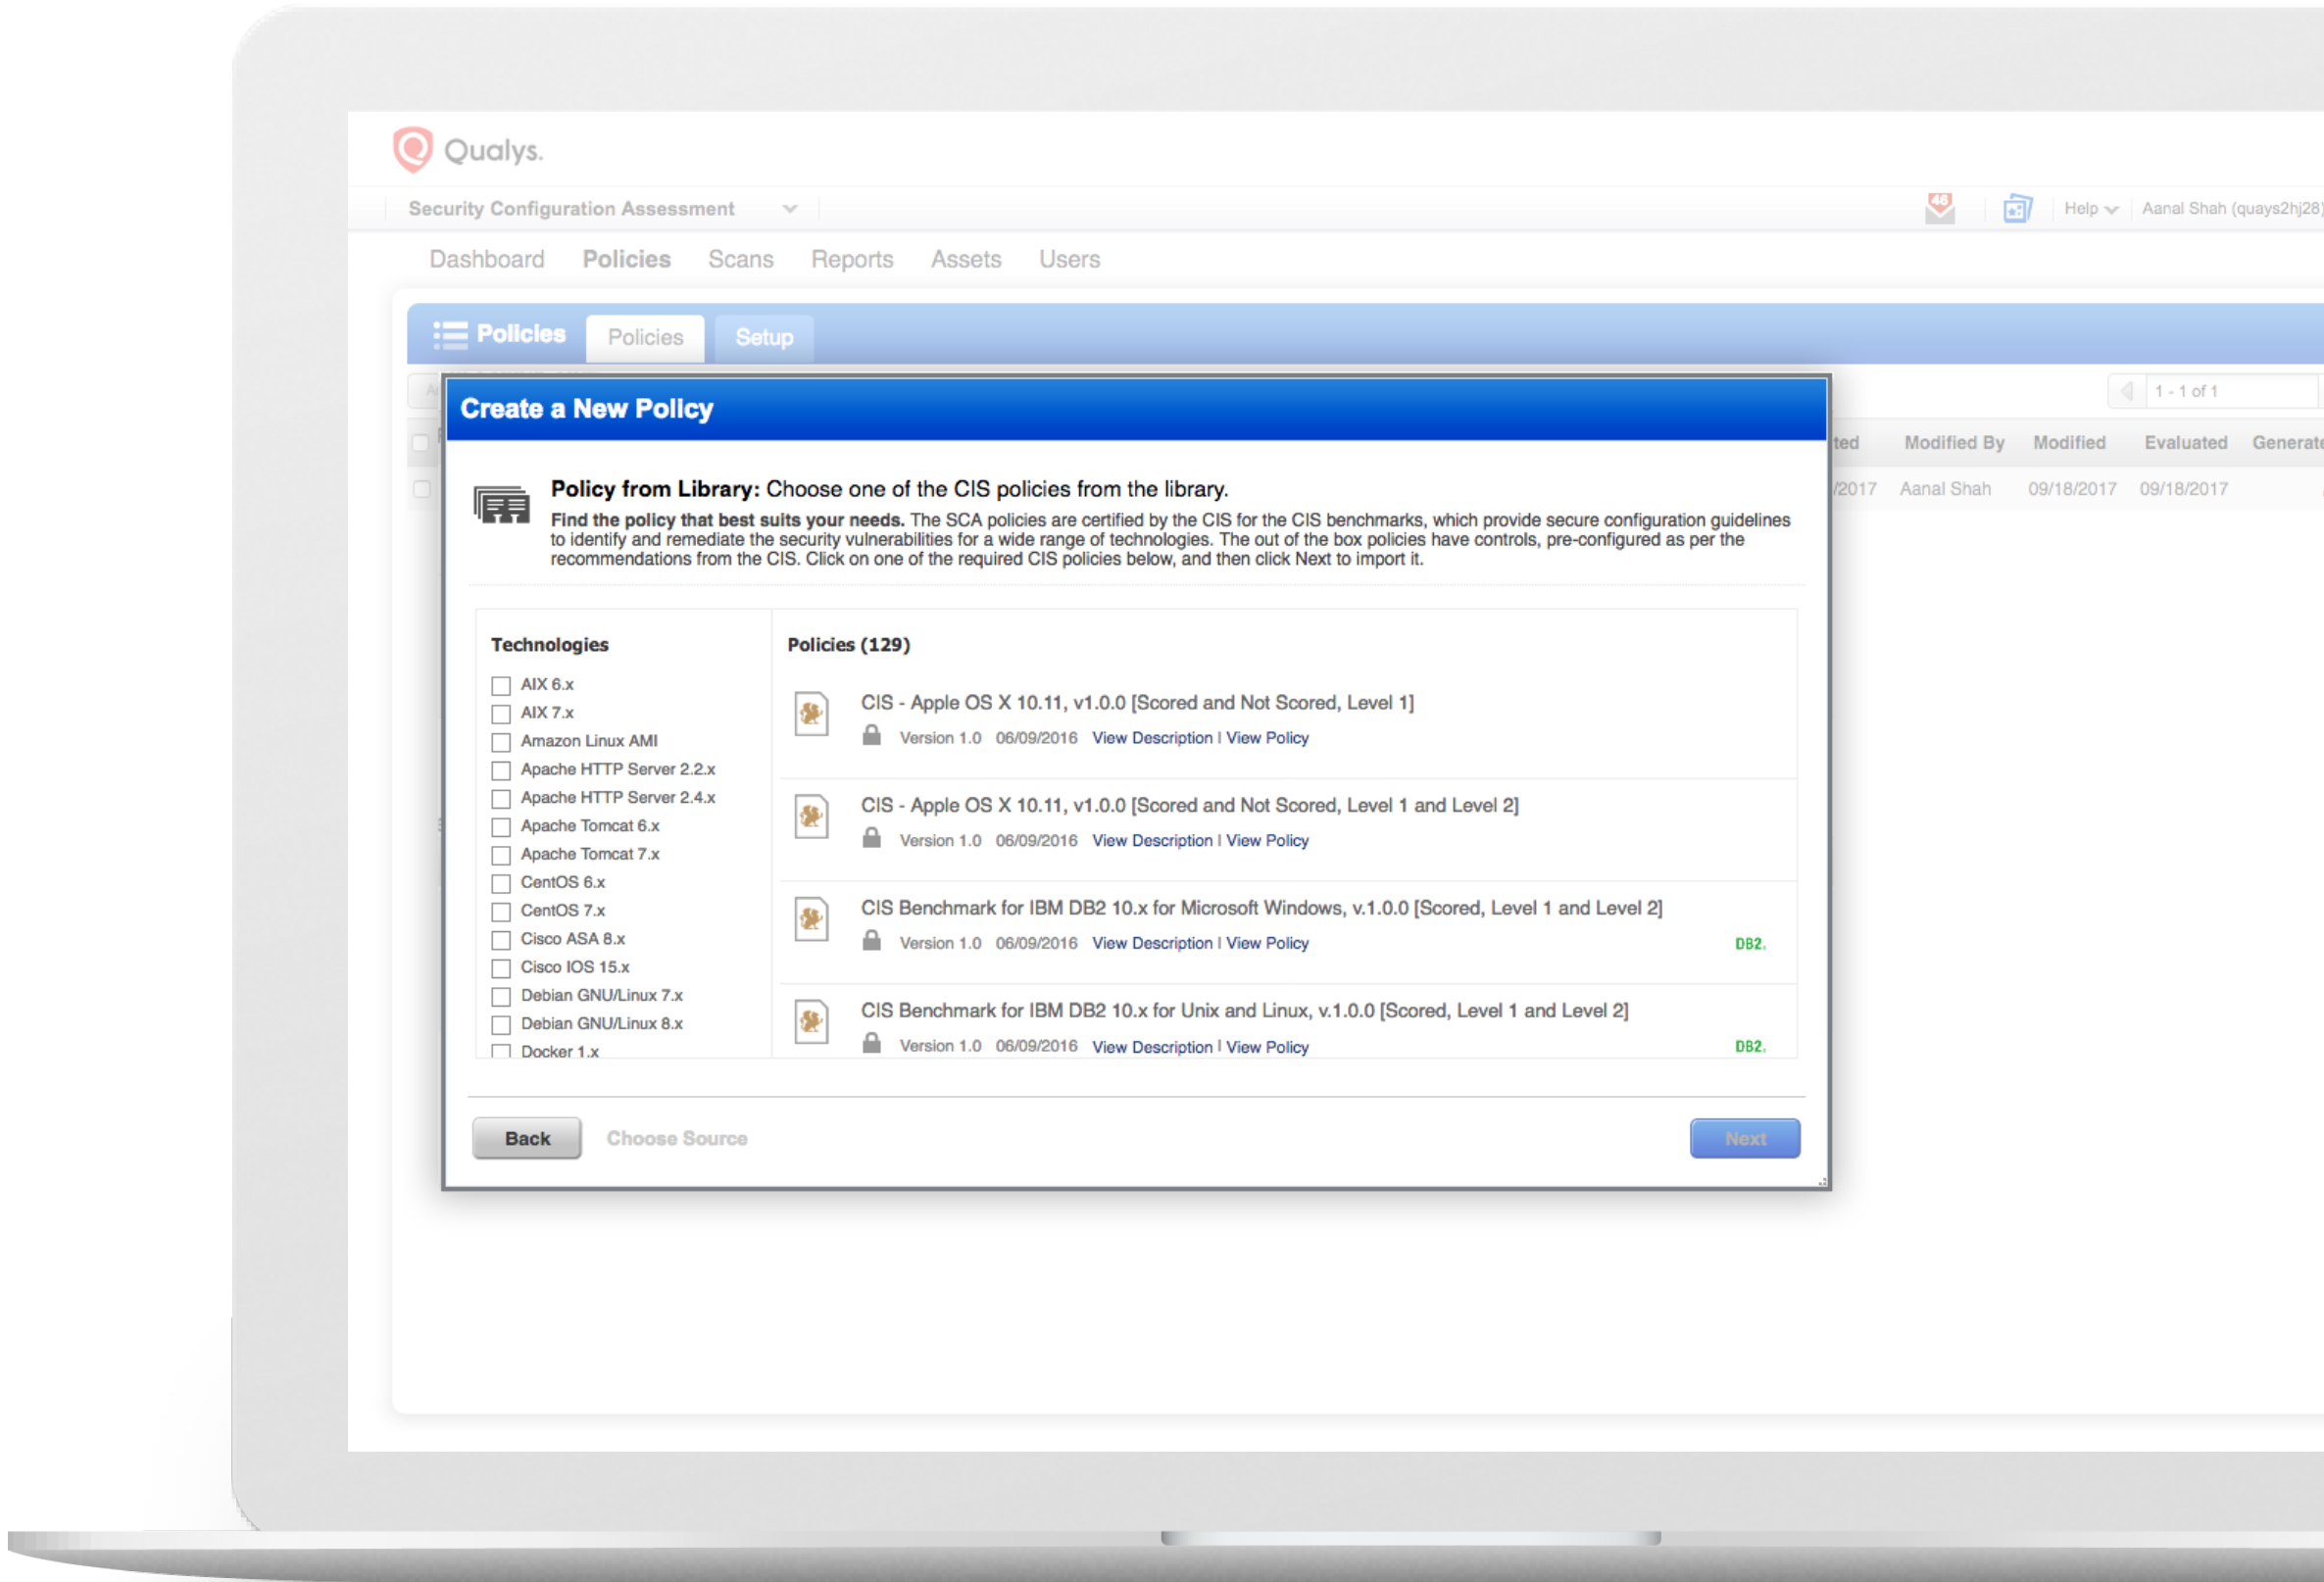 Qualys.
Security Configuration Assessment
46
Help
Aanal Shah (quays2hj28)
Dashboard Policies Scans Reports Assets Users
Policies Policies Setup
1 - 1 of 1
Modified By Modified Evaluated
Aanal Shah 09/18/2017 09/18/2017
Create a New Policy
Policy from Library: Choose one of the CIS policies from the library.
Find the policy that best suits your needs. The SCA policies are certified by the CIS for the CIS benchmarks, which provide secure configuration guidelines
to identify and remediate the security vulnerabilities for a wide range of technologies. The out of the box policies have controls, pre-configured as per the
recommendations from the CIS. Click on one of the required CIS policies below, and then click Next to import it.
Technologies
AIX 6.x
AIX 7.x
Amazon Linux AMI
Apache HTTP Server 2.2.x
Apache HTTP Server 2.4.x
Apache Tomcat 6.x
Apache Tomcat 7.x
CentOS 6.x
CentOS 7.x
Cisco ASA 8.x
Cisco IOS 15.x
Debian GNU/Linux 7.x
Debian GNU/Linux 8.x
Docker 1.x
Policies (129)
CIS - Apple OS X 10.11, v1.0.0 [Scored and Not Scored, Level 1]
Version 1.0 06/09/2016 View Description | View Policy
CIS - Apple OS X 10.11, v1.0.0 [Scored and Not Scored, Level 1 and Level 2]
Version 1.0 06/09/2016 View Description | View Policy
CIS Benchmark for IBM DB2 10.x for Microsoft Windows, v.1.0.0 [Scored, Level 1 and Level 2]
Version 1.0 06/09/2016 View Description | View Policy
DB2.
CIS Benchmark for IBM DB2 10.x for Unix and Linux, v.1.0.0 [Scored, Level 1 and Level 2]
Version 1.0 06/09/2016 View Description | View Policy
DB2.
Back Choose Source Next